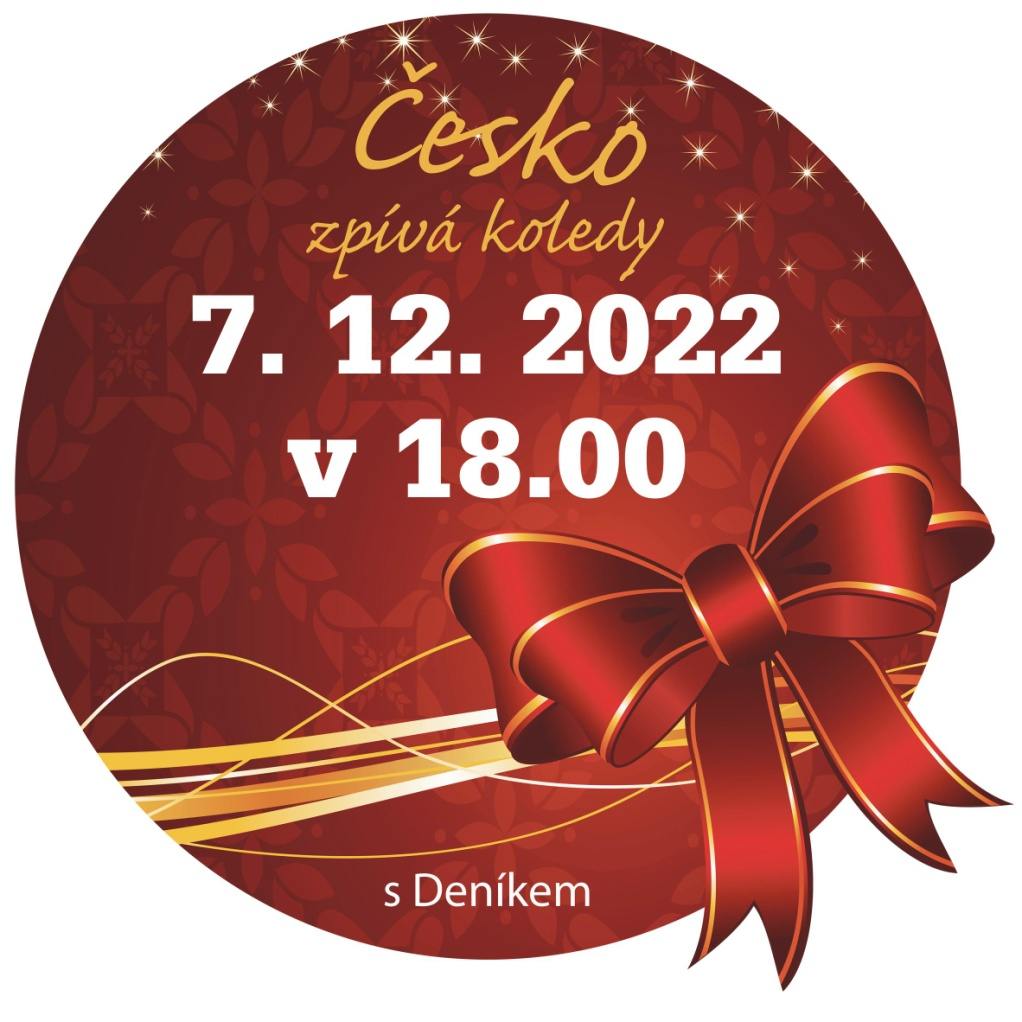 Česko
zpívá koledy
7. 12. 2022
v 18.00
s Deníkem